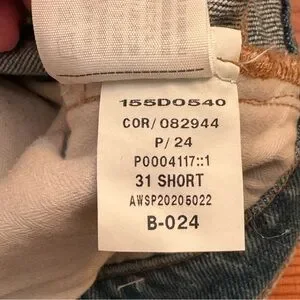 155D0540
COR/082944
P/24
P0004117::1
31 SHORT
AWSP20205022
B-024